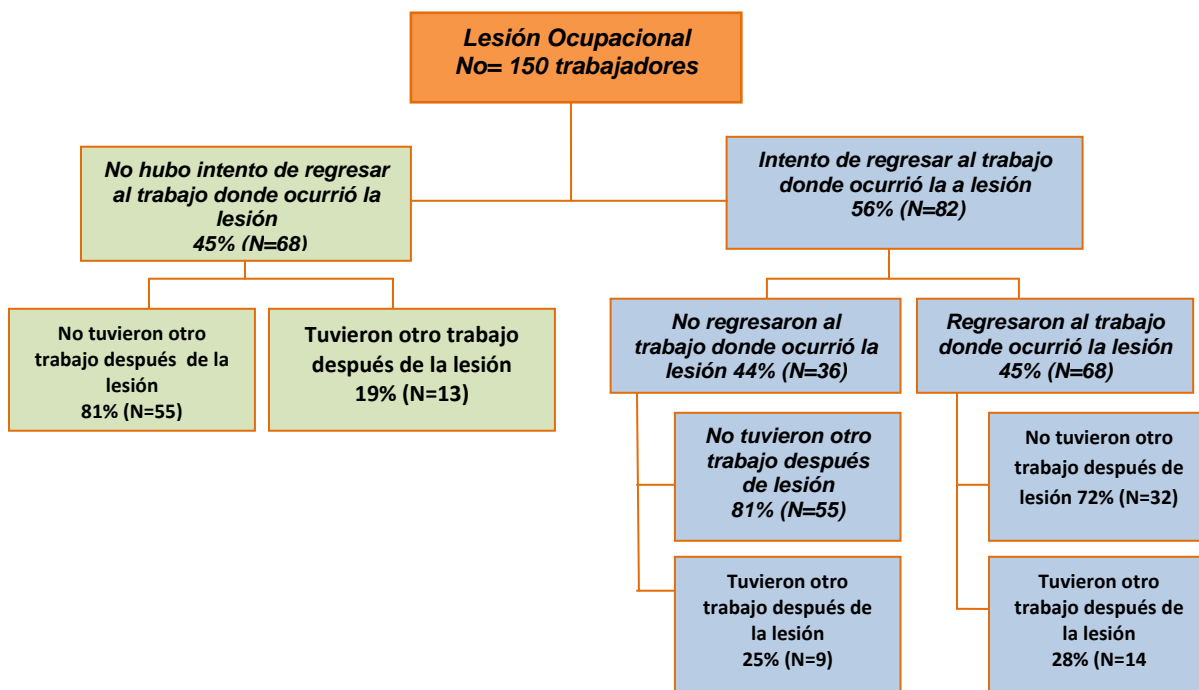 Lesión Ocupacional
No= 150 trabajadores
No hubo intento de regresar
al trabajo donde ocurrió la
lesión
45% (N=68)
Intento de regresar al trabajo
donde ocurrió la a lesión
56% (N=82)
No tuvieron otro
trabajo después de la
lesión
81% (N=55)
Tuvieron otro trabajo
después de la lesión
19% (N=13)
No regresaron al
trabajo donde ocurrió la
lesión 44% (N=36)
Regresaron al trabajo
donde ocurrió la lesión
45% (N=68)
No tuvieron otro
trabajo después
de lesión
81% (N=55)
No tuvieron otro
trabajo después de
lesión 72% (N=32)
Tuvieron otro
trabajo después de
la lesión
25% (N=9)
Tuvieron otro
trabajo después de
la lesión
28% (N=14